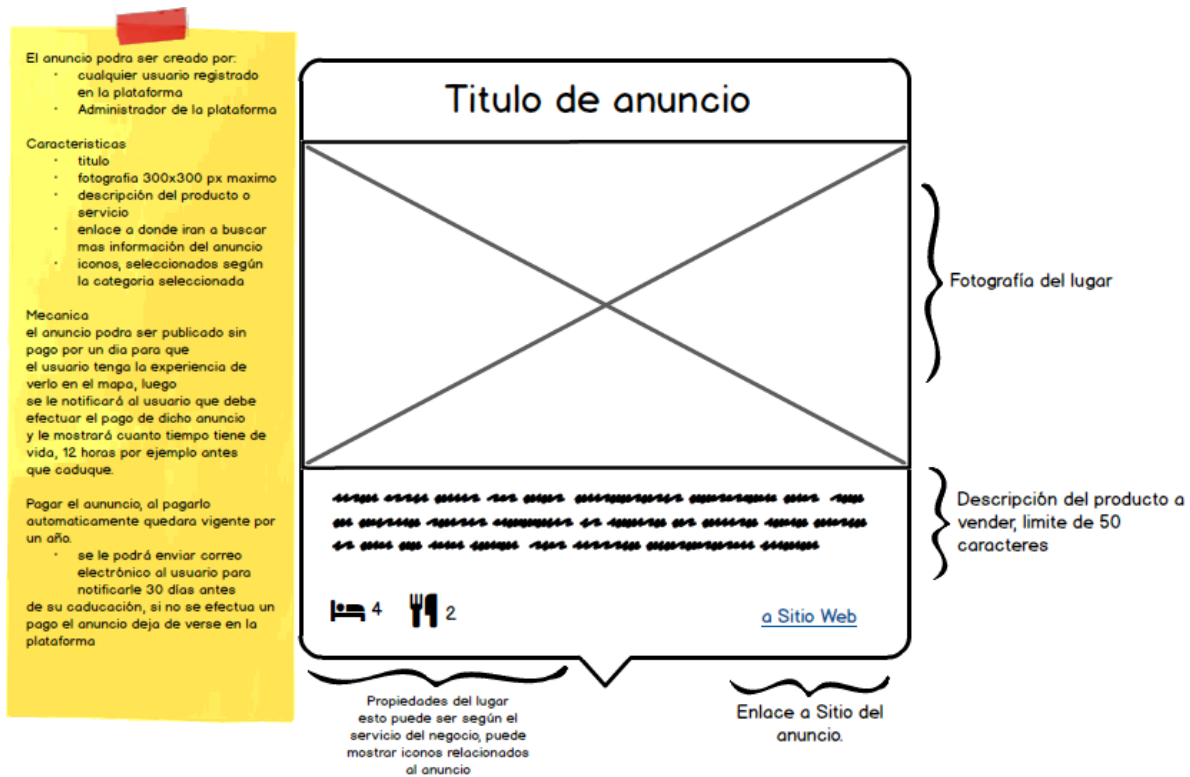 El anuncio podra ser creado por:
· cualquier usuario registrado
en la plataforma
· Administrador de la plataforma
Caracteristicas
· titulo
· fotografia 300x300 px maximo
· descripción del producto o
servicio
· enlace a donde iran a buscar
mas información del anuncio
· iconos, seleccionados según
la categoria seleccionada
Mecanica
el anuncio podra ser publicado sin
pago por un dia para que
el usuario tenga la experiencia de
verlo en el mapa, luego
se le notificará al usuario que debe
efectuar el pago de dicho anuncio
y le mostrará cuanto tiempo tiene de
vida, 12 horas por ejemplo antes
que caduque.
Pagar el aununcio, al pagarlo
automaticamente quedara vigente por
un año.
· se le podrá enviar correo
electrónico al usuario para
notificarle 30 días antes
de su caducación, si no se efectua un
pago el anuncio deja de verse en la
plataforma
Titulo de anuncio
Fotografía del lugar
Descripción del producto a
vender, limite de 50
caracteres
4
2
a Sitio Web
Propiedades del lugar
esto puede ser según el
servicio del negocio, puede
mostrar iconos relacionados
al anuncio
Enlace a Sitio del
anuncio.